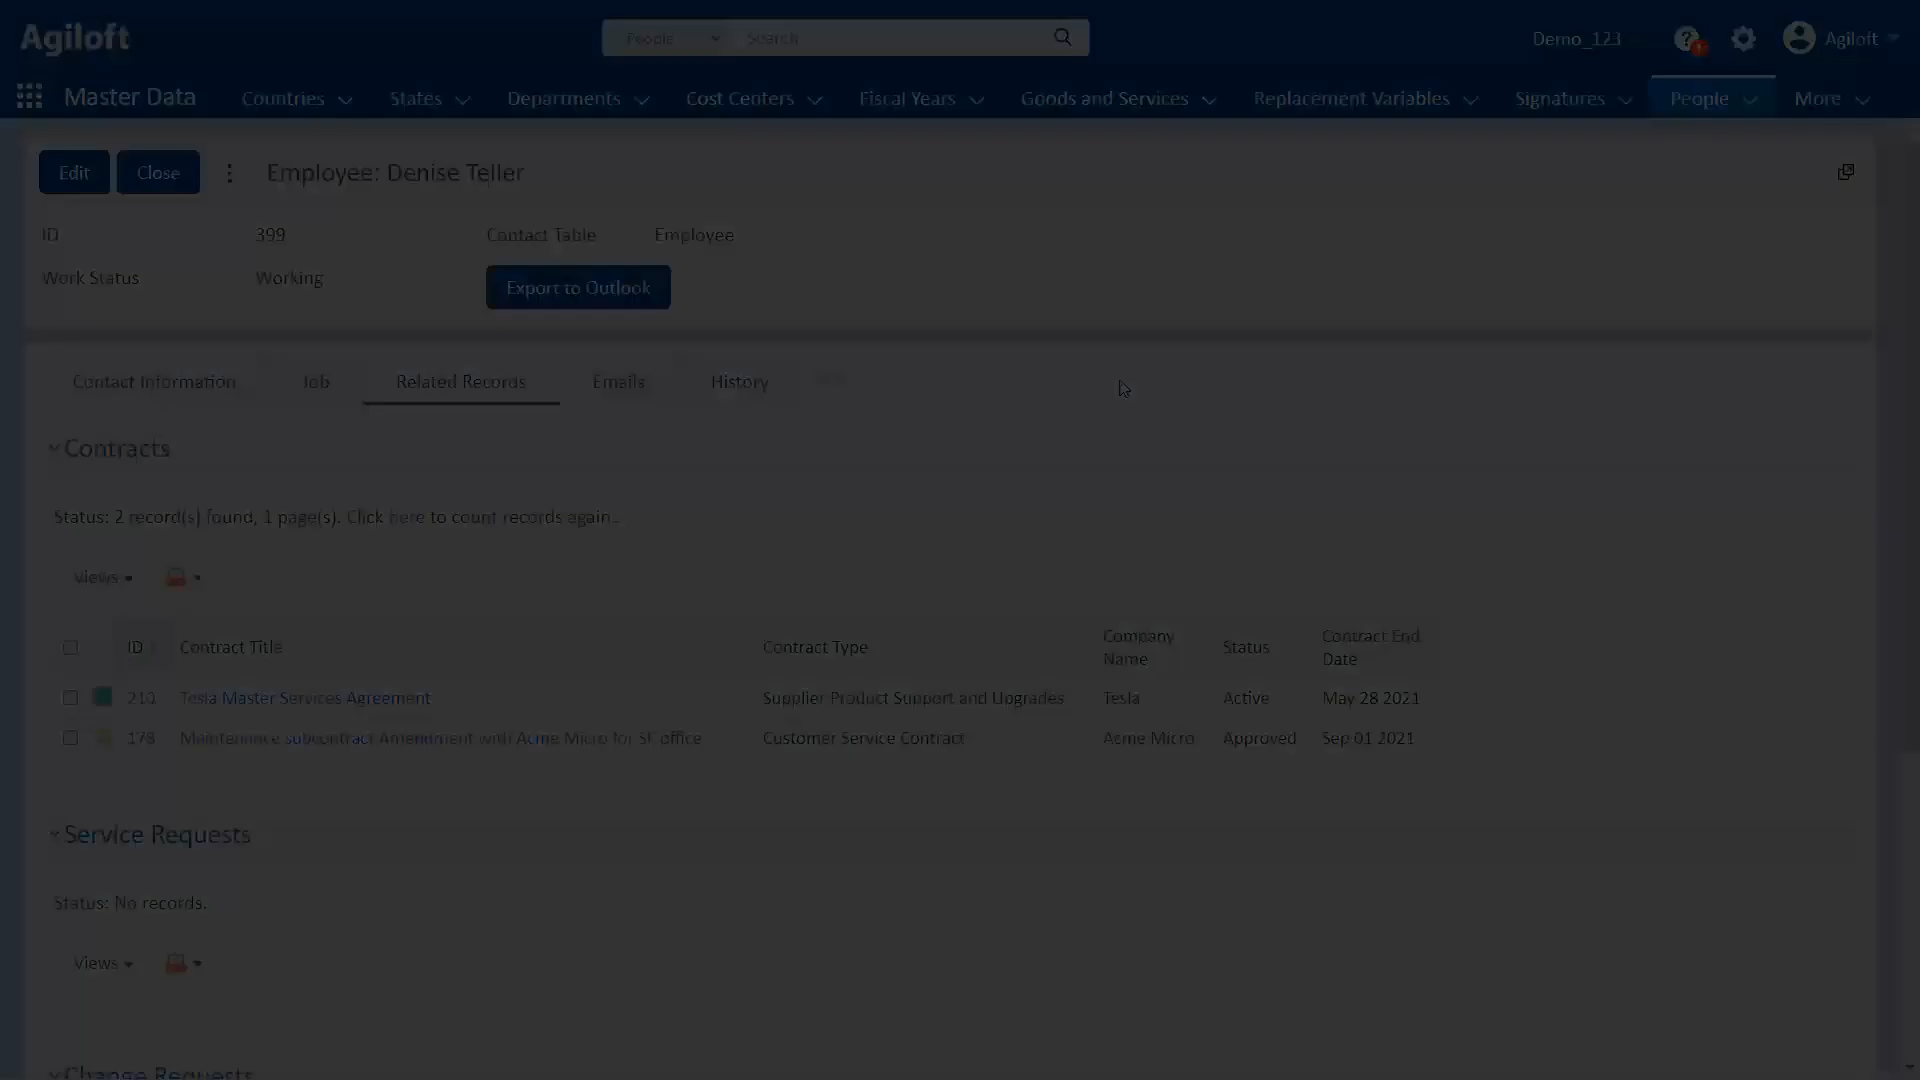 Agiloft
People Search
Demo_123 Agiloft
Master Data Countries States Departments Cost Centers Fiscal Years Goods and Services Replacement Variables Signatures People More
Edit Close Employee: Denise Teller
ID 399 Contact Table Employee
Work Status Working Export to Outlook
Contact Information Job Related Records Emails History
Contracts
Status: 2 record(s) found, 1 page(s). Click here to count records again..
Views
ID Contract Title Contract Type Company Name Status Contract End Date
210 Tesla Master Services Agreement Supplier Product Support and Upgrades Tesla Active May 28 2021
178 Maintenance subcontract Amendment with Acme Micro for SF office Customer Service Contract Acme Micro Approved Sep 01 2021
Service Requests
Status: No records.
Views
Change Requests